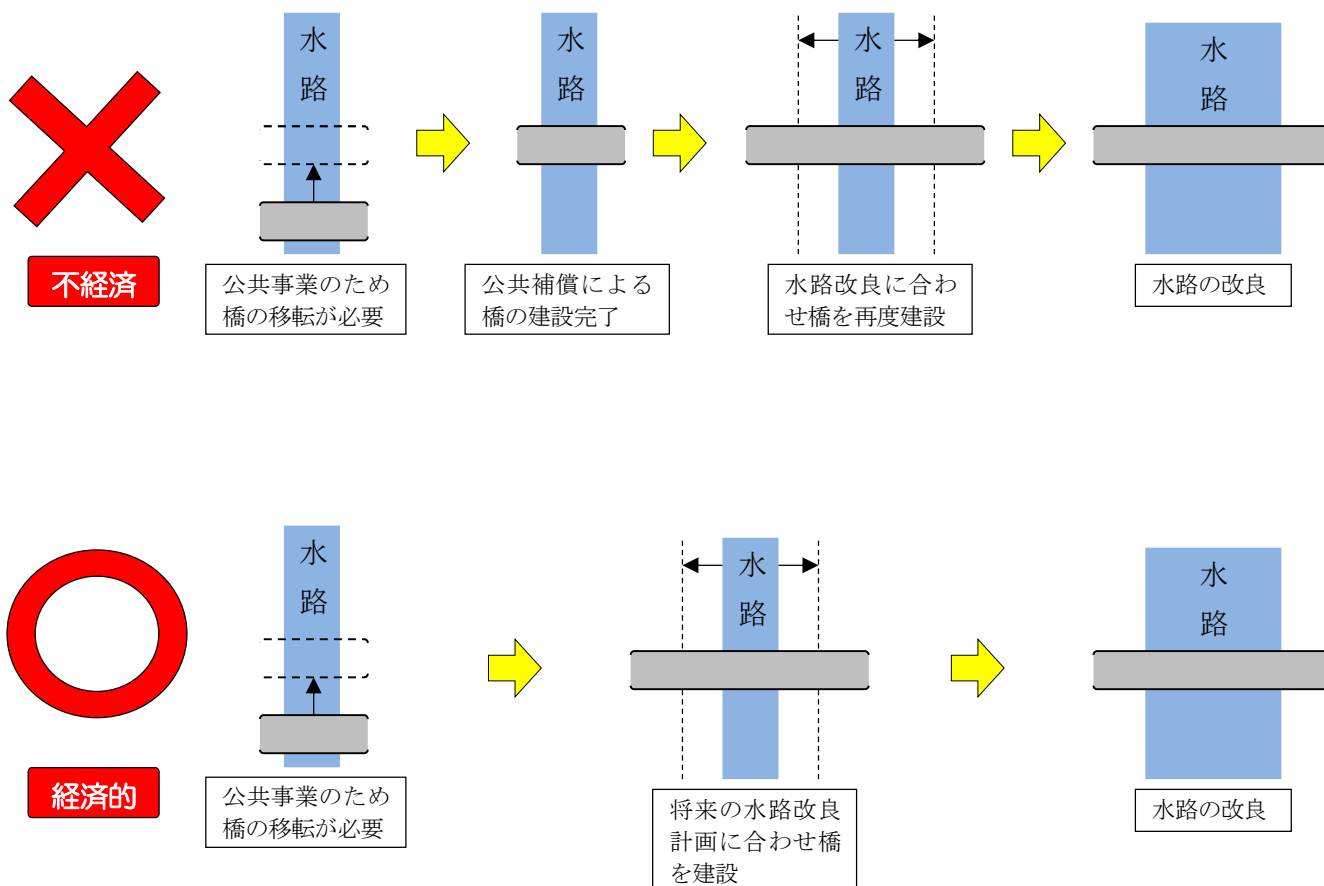 水
路
水
路
水
路
水
路
不経済
公共事業のため
橋の移転が必要
公共補償による
橋の建設完了
水路改良に合わ
せ橋を再度建設
水路の改良
水
路
水
路
水
路
経済的
公共事業のため
橋の移転が必要
将来の水路改良
計画に合わせ橋
を建設
水路の改良